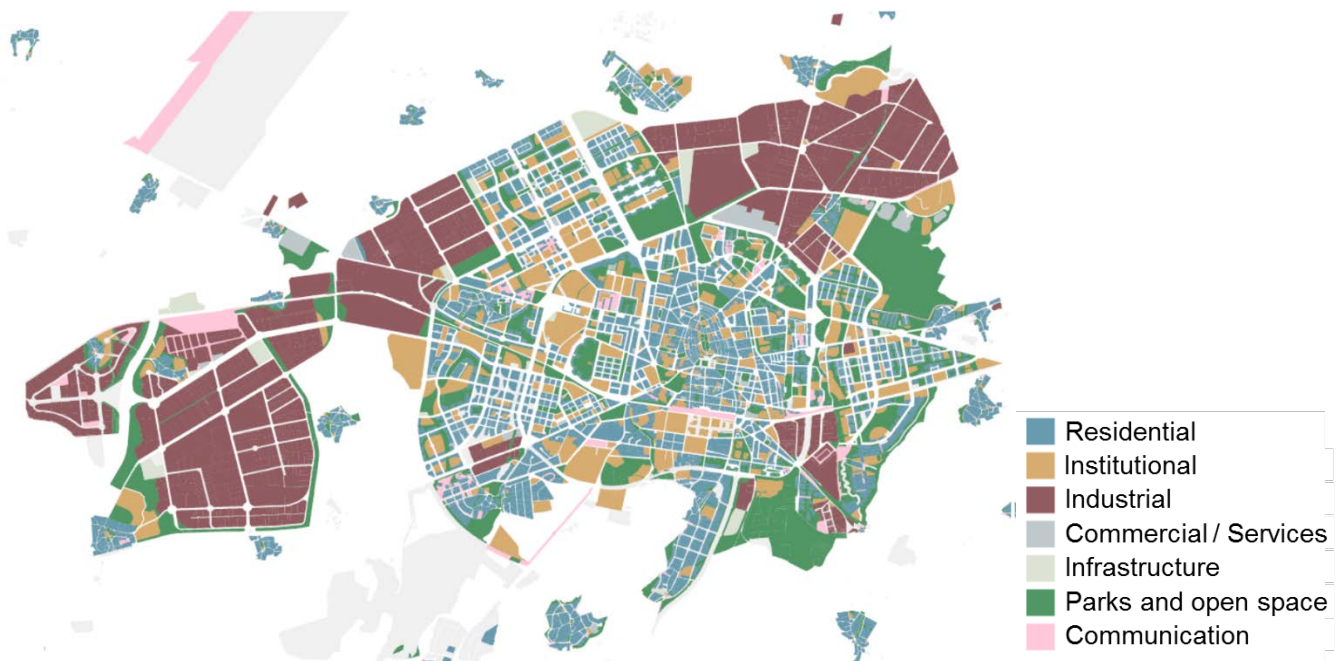 Residential
Institutional
Industrial
Commercial / Services
Infrastructure
Parks and open space
Communication